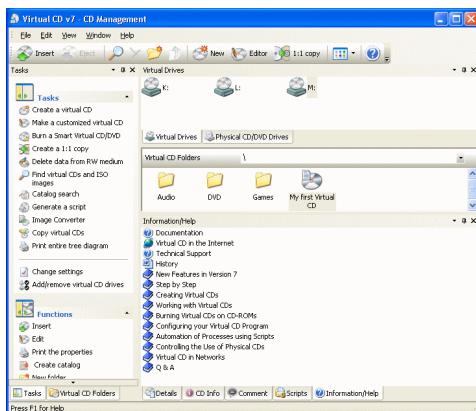 Virtual CD v7 - CD Management
File Edit View Window Help
Insert Eject New Editor 1:1 copy
Tasks
Virtual Drives
K: L: M:
Tasks
Create a virtual CD
Make a customized virtual CD
Burn a Smart Virtual CD/DVD
Create a 1:1 copy
Delete data from RW medium
Find virtual CDs and ISO
images
Catalog search
Generate a script
Image Converter
Copy virtual CDs
Print entire tree diagram
Change settings
Add/remove virtual CD drives
Functions
Insert
Edit
Print the properties
Create catalog
New folder
Tasks Virtual CD Folders
Virtual Drives Physical CD/DVD Drives
Virtual CD Folders \
Audio DVD Games My first Virtual
CD
Information/Help
Documentation
Virtual CD in the Internet
Technical Support
History
New Features in Version 7
Step by Step
Creating Virtual CDs
Working with Virtual CDs
Burning Virtual CDs on CD-ROMs
Configuring your Virtual CD Program
Automation of Processes using Scripts
Controlling the Use of Physical CDs
Virtual CD in Networks
Q & A
Details CD Info Comment Scripts Information/Help
Press F1 for Help